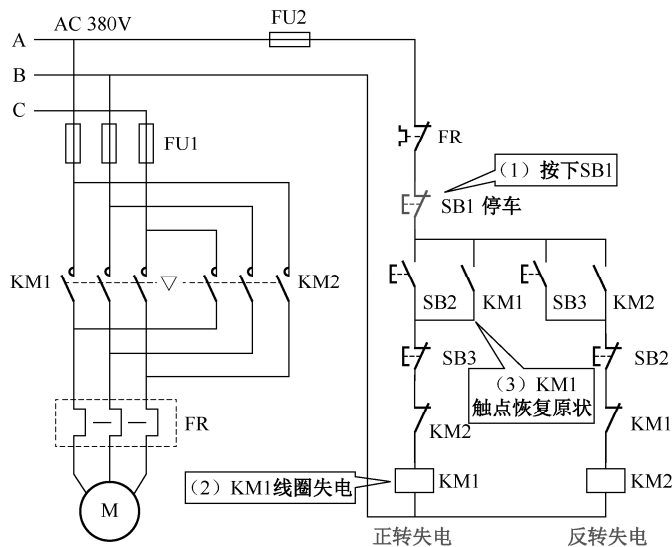 AC 380V
FU2
A
B
C
FU1
FR
（1）按下SB1
SB1 停车
KM1
KM2
SB2
KM1
SB3
KM2
SB3
SB2
（3）KM1
触点恢复原状
FR
KM2
KM1
（2）KM1线圈失电
KM1
KM2
M
正转失电
反转失电